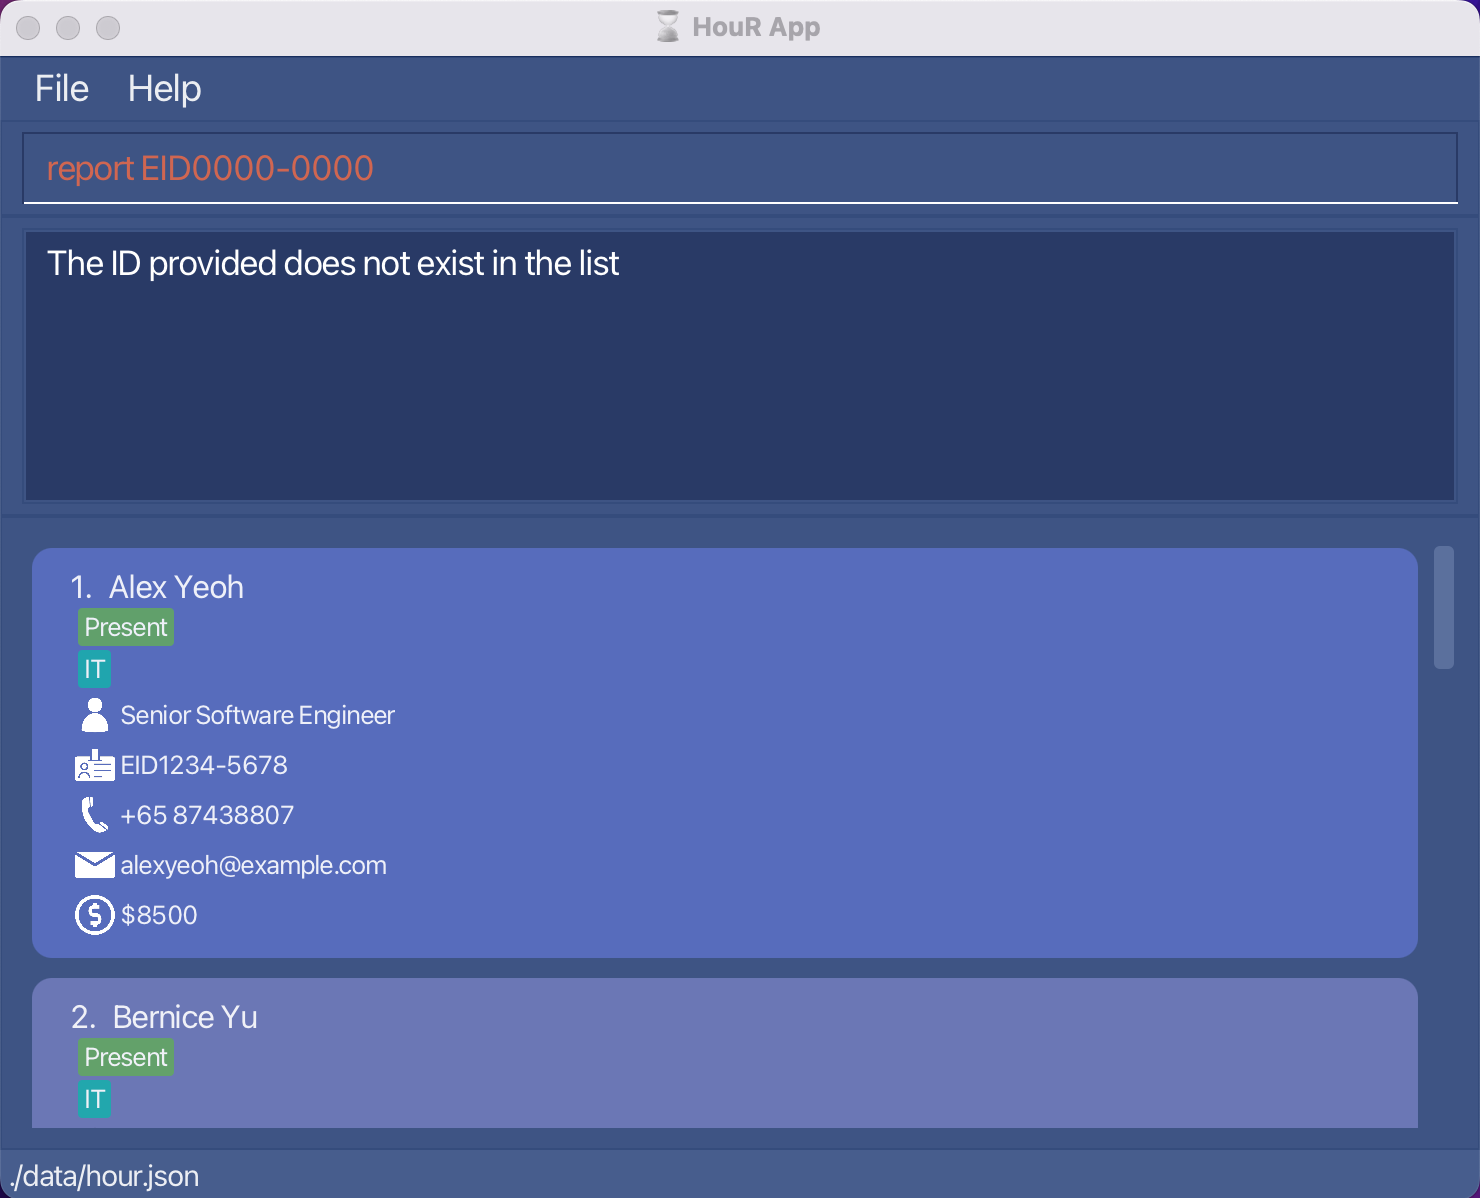 HouR App
File Help
report EID0000-0000
The ID provided does not exist in the list
1. Alex Yeoh
Present
IT
Senior Software Engineer
EID1234-5678
+65 87438807
alexyeoh@example.com
$8500
2. Bernice Yu
Present
IT
./data/hour.json